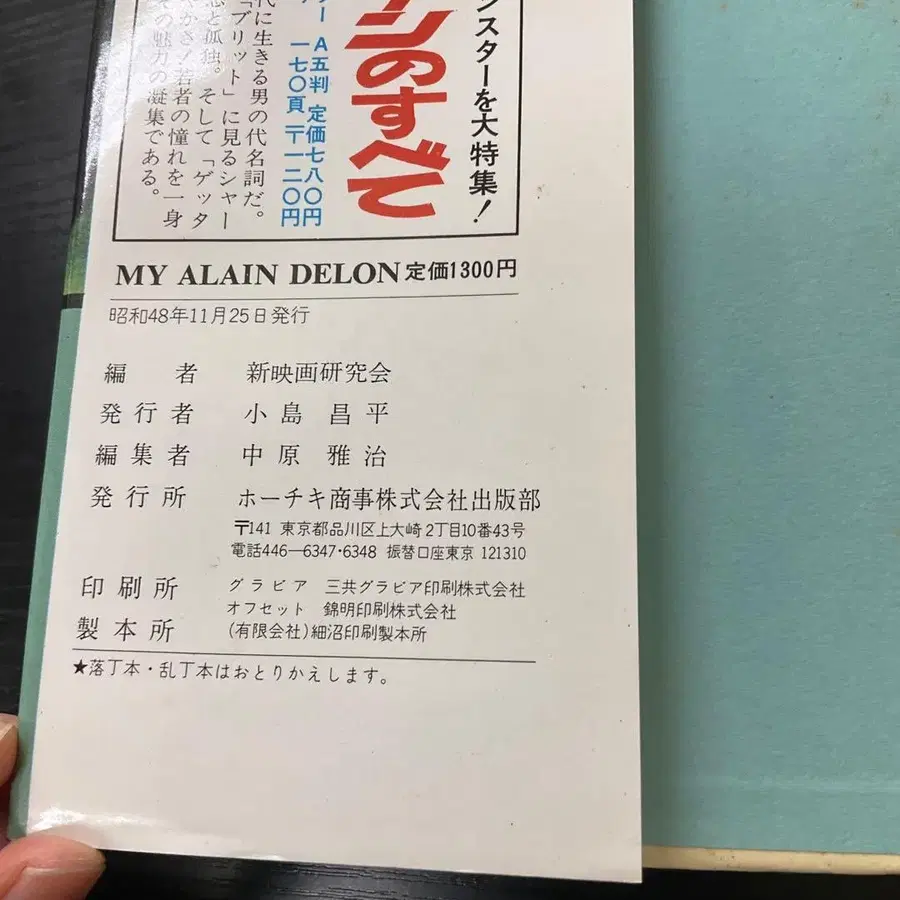 ンスターを大特集!
ーンのすべて
ー A五判 定価七八〇円
一七〇頁 〒一二〇円
代に生きる男の代名詞だ。
「ブリット」に見るシャー
と孤独。そして「ゲッタ
やかさ!若者の憧れを一身
その魅力の凝集である。
MY ALAIN DELON 定価1300円
昭和48年11月25日発行
編者 新映画研究会
発行者 小島 昌平
編集者 中原 雅治
発行所 ホーチキ商事株式会社出版部
〒141 東京都品川区上大崎2丁目10番43号
電話446―6347・6348 振替口座東京 121310
印刷所 グラビア 三共グラビア印刷株式会社
オフセット 錦明印刷株式会社
製本所 (有限会社)細沼印刷製本所
★落丁本・乱丁本はおとりかえします。